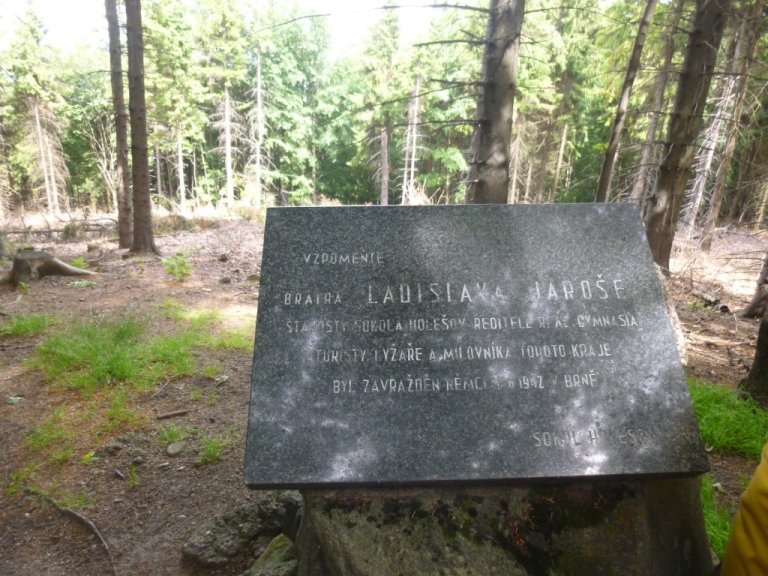 VZPOMEŇTE
BRATRA LADISLAVA JAROŠE
STAROSTY SOKOLA HOLEŠOV, ŘEDITELE REÁL. GYMNASIA
TURISTY LYŽAŘE A MILOVNÍKA TOHOTO KRAJE
BYL ZAVRAŽDĚN NĚMCI 1942 V BRNĚ
SOKOL HOLEŠOV